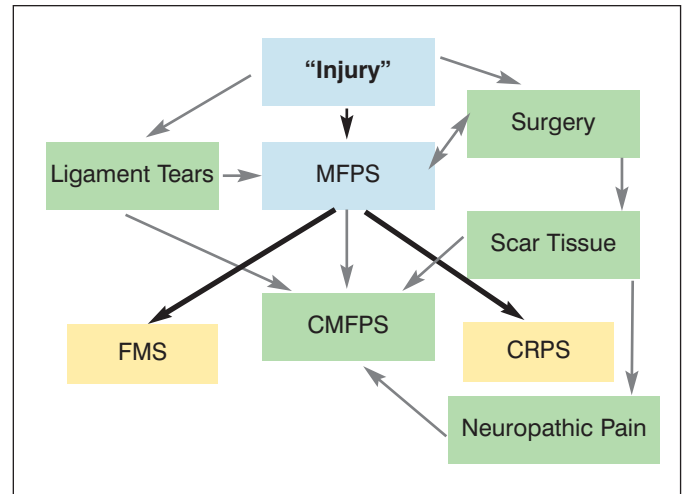 “Injury”
Surgery
Ligament Tears
MFPS
Scar Tissue
CMFPS
FMS
CRPS
Neuropathic Pain